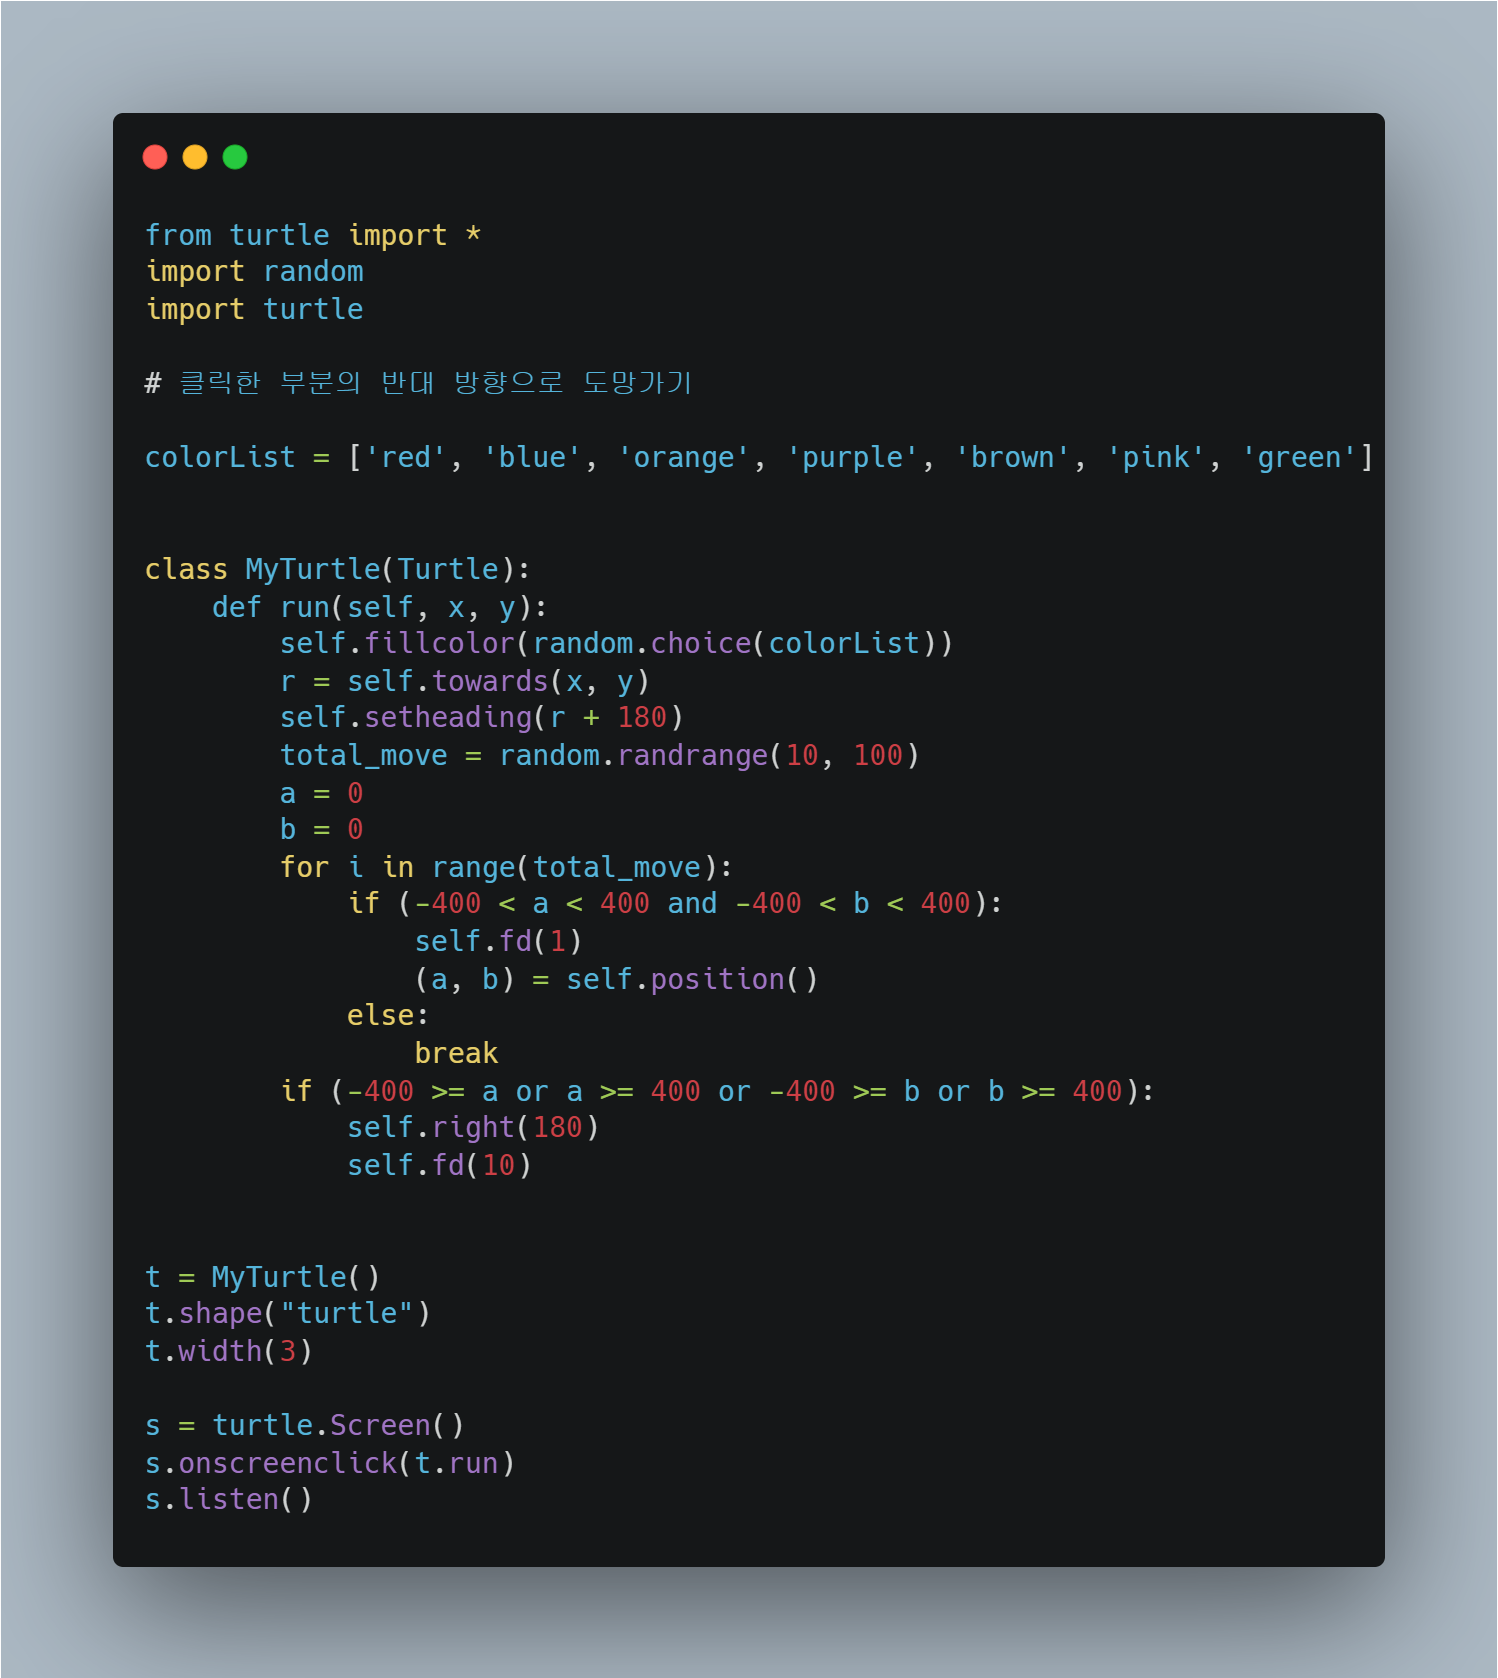 from turtle import *
import random
import turtle
# 클릭한 부분의 반대 방향으로 도망가기
colorList = ['red', 'blue', 'orange', 'purple', 'brown', 'pink', 'green']
class MyTurtle(Turtle):
    def run(self, x, y):
        self.fillcolor(random.choice(colorList))
        r = self.towards(x, y)
        self.setheading(r + 180)
        total_move = random.randrange(10, 100)
        a = 0
        b = 0
        for i in range(total_move):
            if (-400 < a < 400 and -400 < b < 400):
                self.fd(1)
                (a, b) = self.position()
            else:
                break
        if (-400 >= a or a >= 400 or -400 >= b or b >= 400):
            self.right(180)
            self.fd(10)
t = MyTurtle()
t.shape("turtle")
t.width(3)
s = turtle.Screen()
s.onscreenclick(t.run)
s.listen()